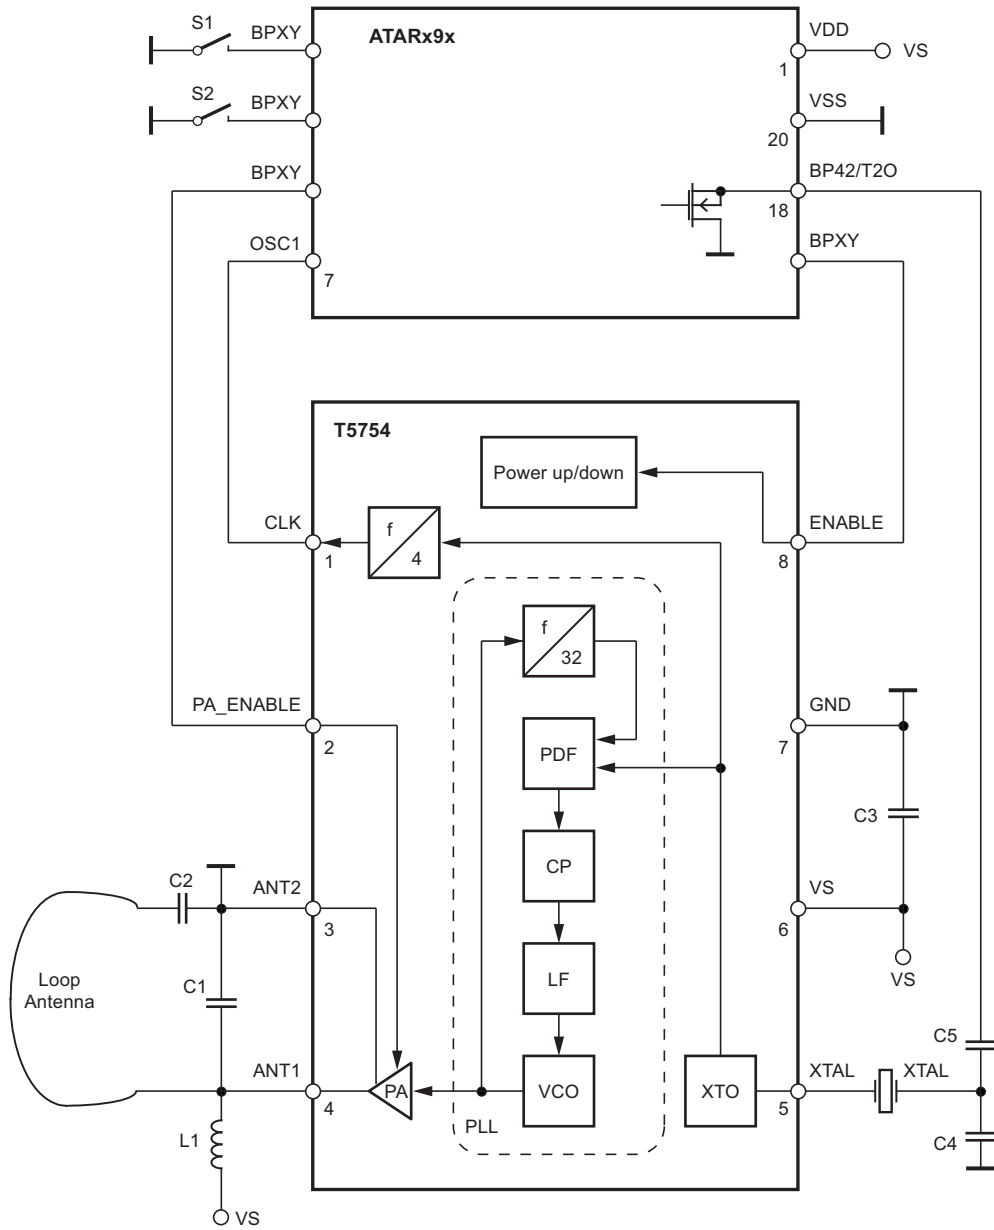 S1
BPXY
ATARx9x
VDD
1
VS
S2
BPXY
VSS
20
BPXY
BP42/T2O
18
OSC1
7
BPXY
T5754
Power up/down
CLK
1
f
4
ENABLE
8
f
32
PA_ENABLE
2
PDF
GND
7
C3
CP
C2
ANT2
3
VS
6
VS
Loop
Antenna
C1
LF
C5
ANT1
4
PA
VCO
XTO
XTAL
5
XTAL
PLL
C4
L1
VS